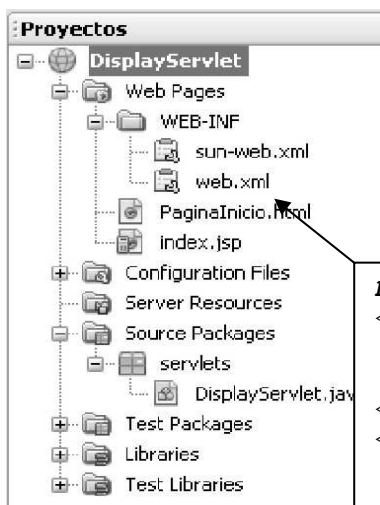 Proyectos
DisplayServlet
Web Pages
WEB-INF
sun-web.xml
web.xml
PaginaInicio.html
index.jsp
Configuration Files
Server Resources
Source Packages
servlets
DisplayServlet.jav
Test Packages
Libraries
Test Libraries
<
<
<